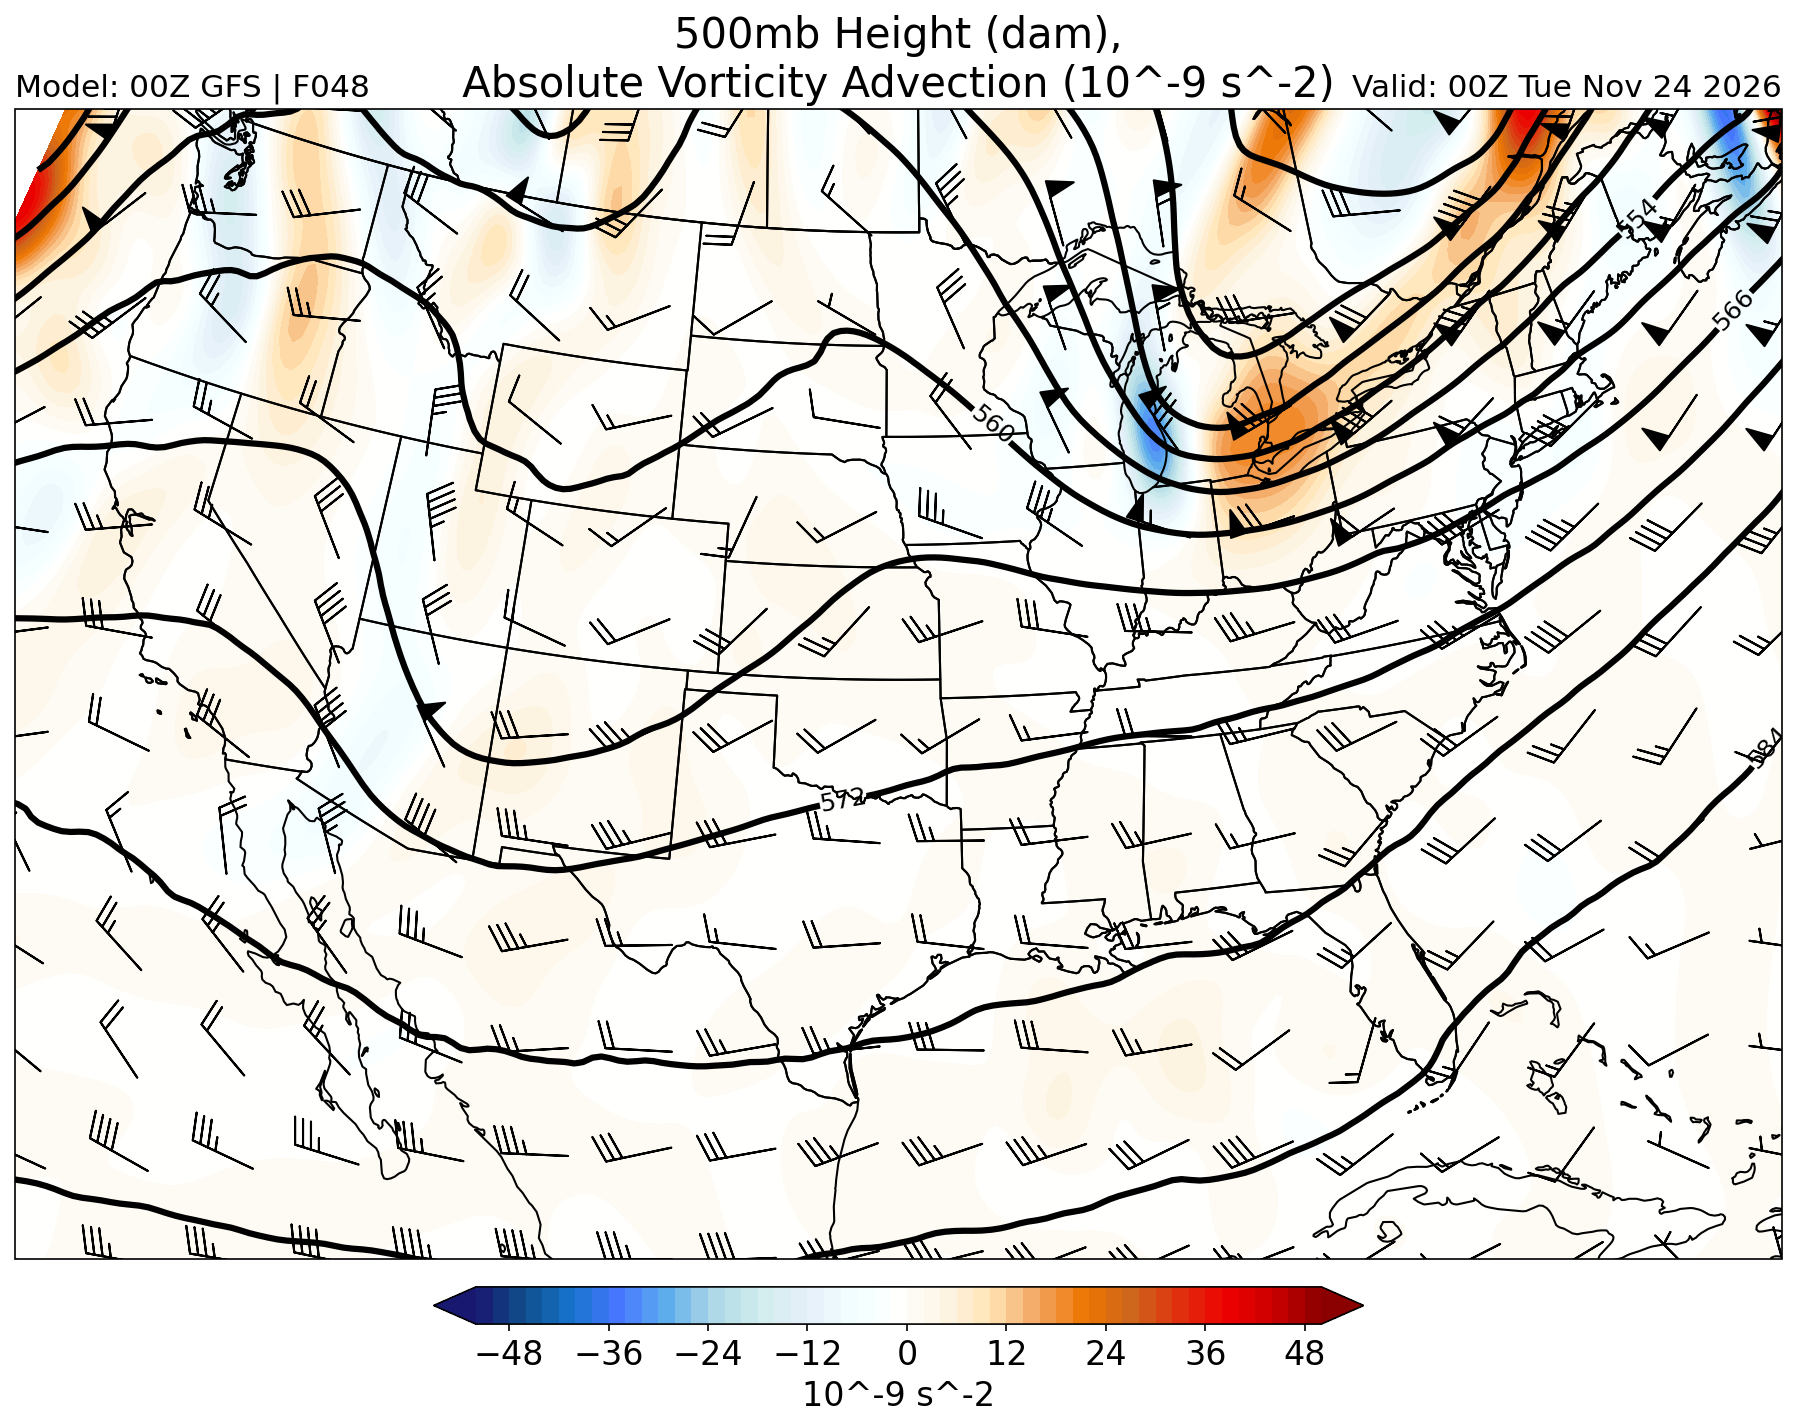 500mb Height (dam),
Model: 00Z GFS | F048
Absolute Vorticity Advection (10^-9 s^-2)
Valid: 00Z Tue Nov 24 2026
554
566
560
584
572
−48 −36 −24 −12 0 12 24 36 48
10^-9 s^-2